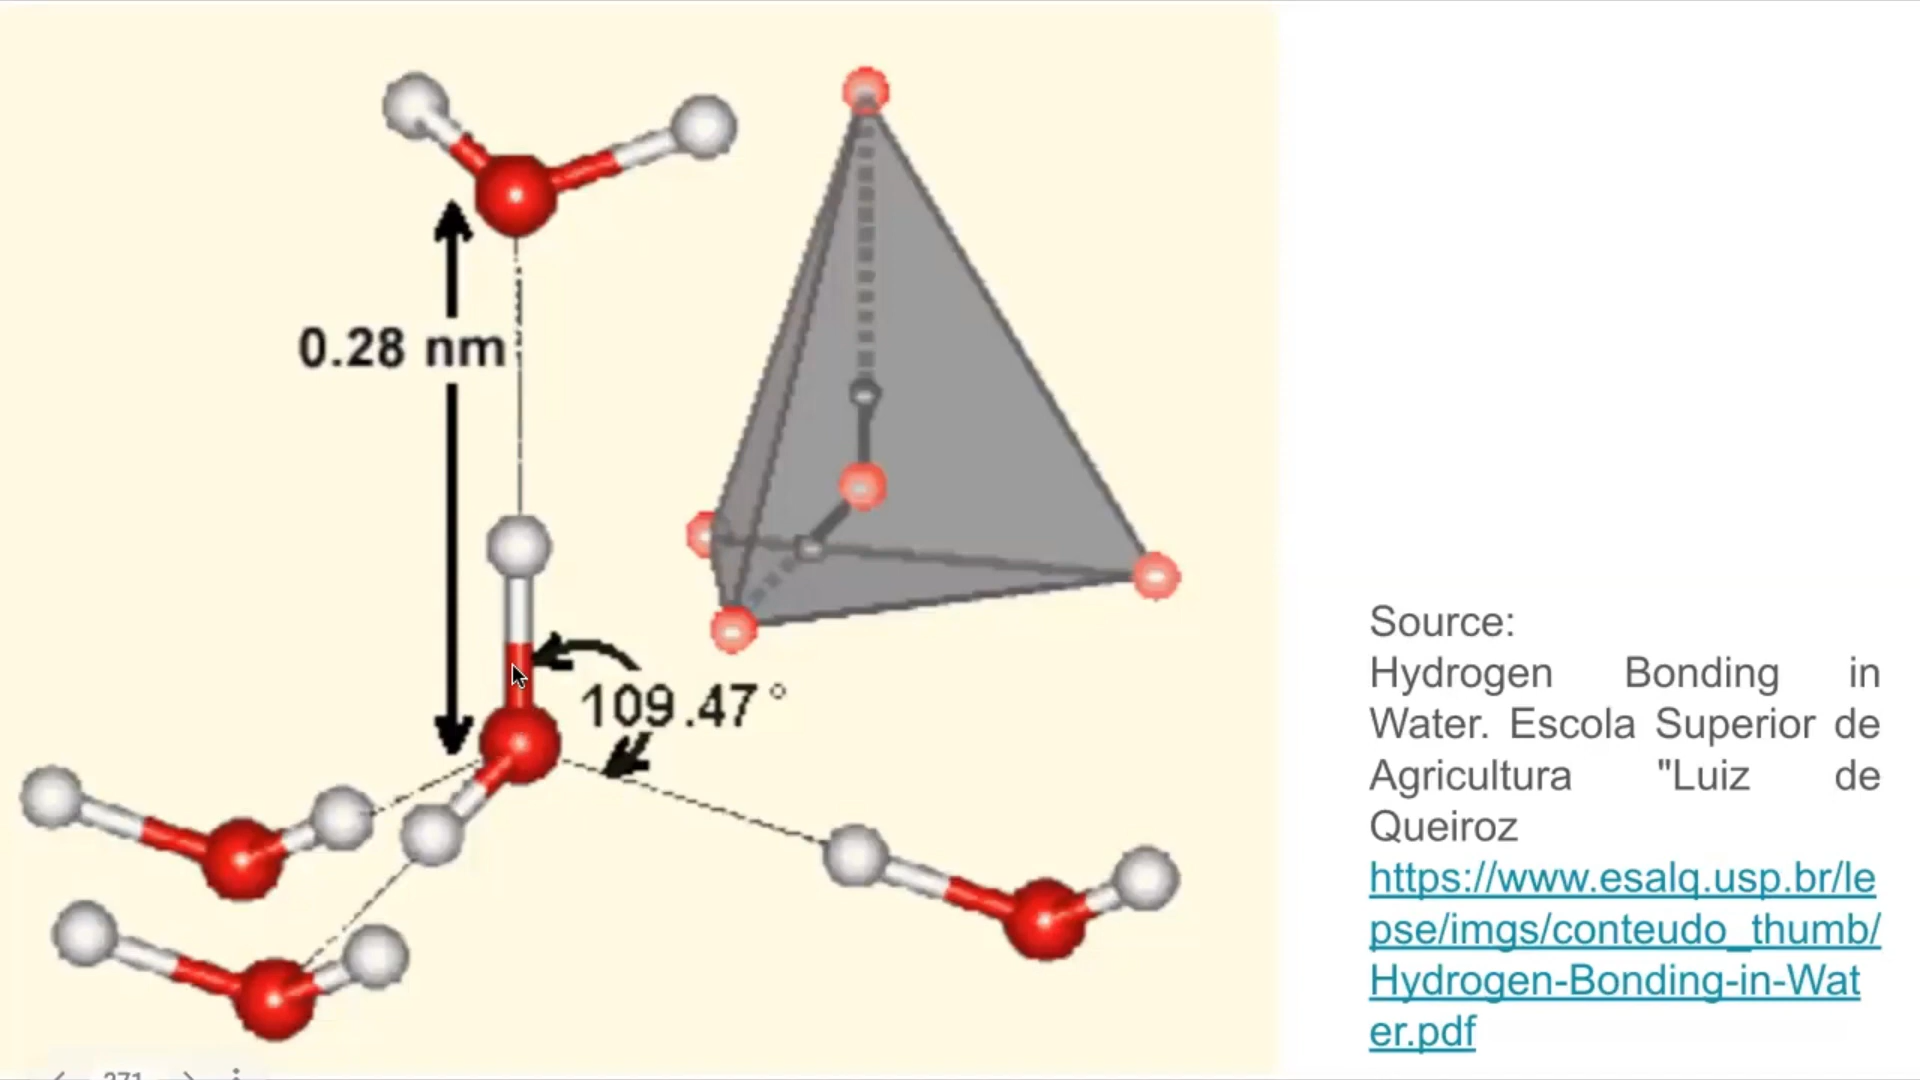 0.28 nm
109.47°
Source:
Hydrogen Bonding in
Water. Escola Superior de
Agricultura "Luiz de
Queiroz
https://www.esalq.usp.br/le
pse/imgs/conteudo_thumb/
Hydrogen-Bonding-in-Wat
er.pdf